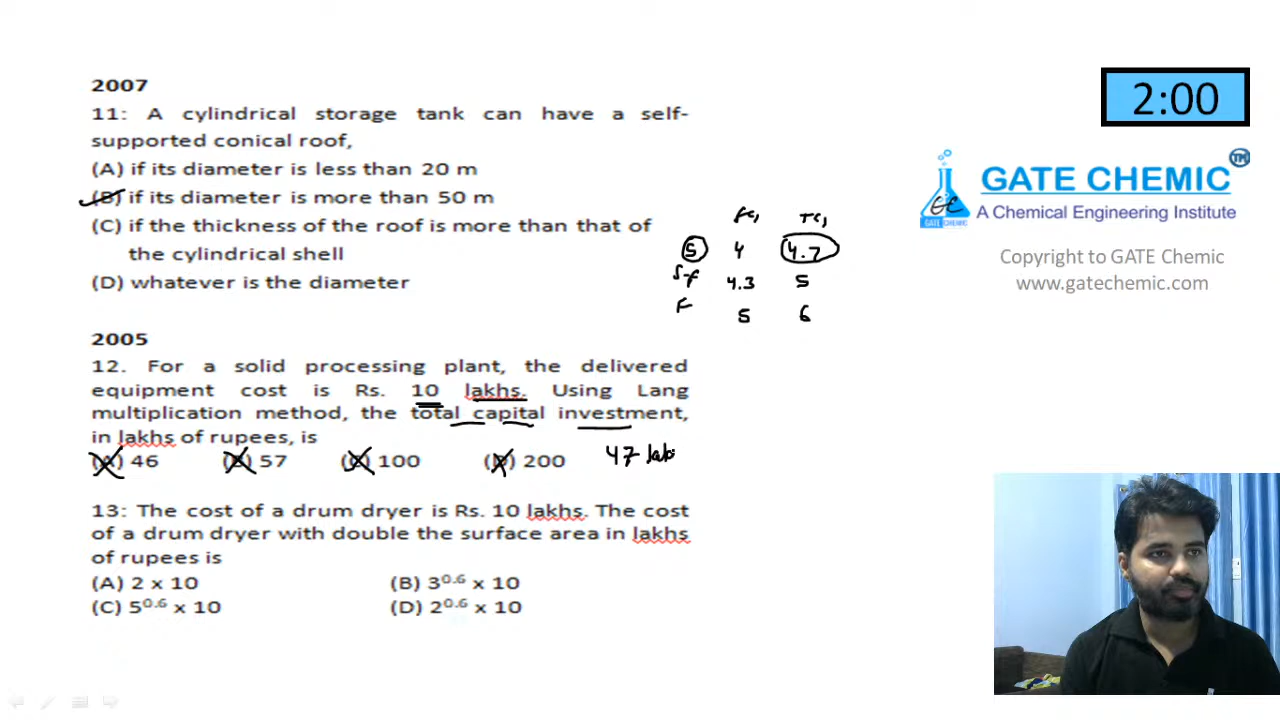 2007
11: A cylindrical storage tank can have a self-
supported conical roof,
(A) if its diameter is less than 20 m
(B) if its diameter is more than 50 m
(C) if the thickness of the roof is more than that of
the cylindrical shell
(D) whatever is the diameter
2005
12. For a solid processing plant, the delivered
equipment cost is Rs. 10 lakhs. Using Lang
multiplication method, the total capital investment,
in lakhs of rupees, is
(A) 46 (B) 57 (C) 100 (D) 200 47 lak
13: The cost of a drum dryer is Rs. 10 lakhs. The cost
of a drum dryer with double the surface area in lakhs
of rupees is
(A) 2 x 10 (B) 3^0.6 x 10
(C) 5^0.6 x 10 (D) 2^0.6 x 10
S 4 4.7
S-f 4.3 5
F 5 6
2:00
GATE CHEMIC TM
A Chemical Engineering Institute
GC
GATE CHEMIC
Copyright to GATE Chemic
www.gatechemic.com